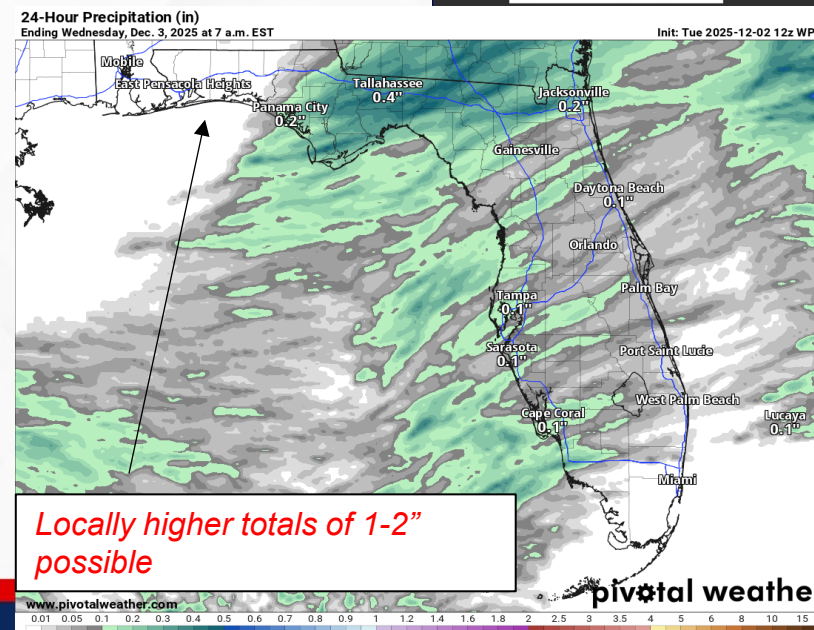 24-Hour Precipitation (in)
Ending Wednesday, Dec. 3, 2025 at 7 a.m. EST
Init: Tue 2025-12-02 12z WP
Mobile
East Pensacola Heights
Tallahassee
0.4"
Panama City
0.2"
Jacksonville
0.2"
Gainesville
Daytona Beach
0.1"
Orlando
Palm Bay
Tampa
0.1"
Sarasota
0.1"
Port Saint Lucie
West Palm Beach
Cape Coral
0.1"
Lucaya
0.1"
Miami
Locally higher totals of 1-2”
possible
www.pivotalweather.com
pivotal weathe
0.01 0.05 0.1 0.2 0.3 0.4 0.5 0.6 0.7 0.8 0.9 1 1.2 1.4 1.6 1.8 2 2.5 3 3.5 4 5 6 8 10 15